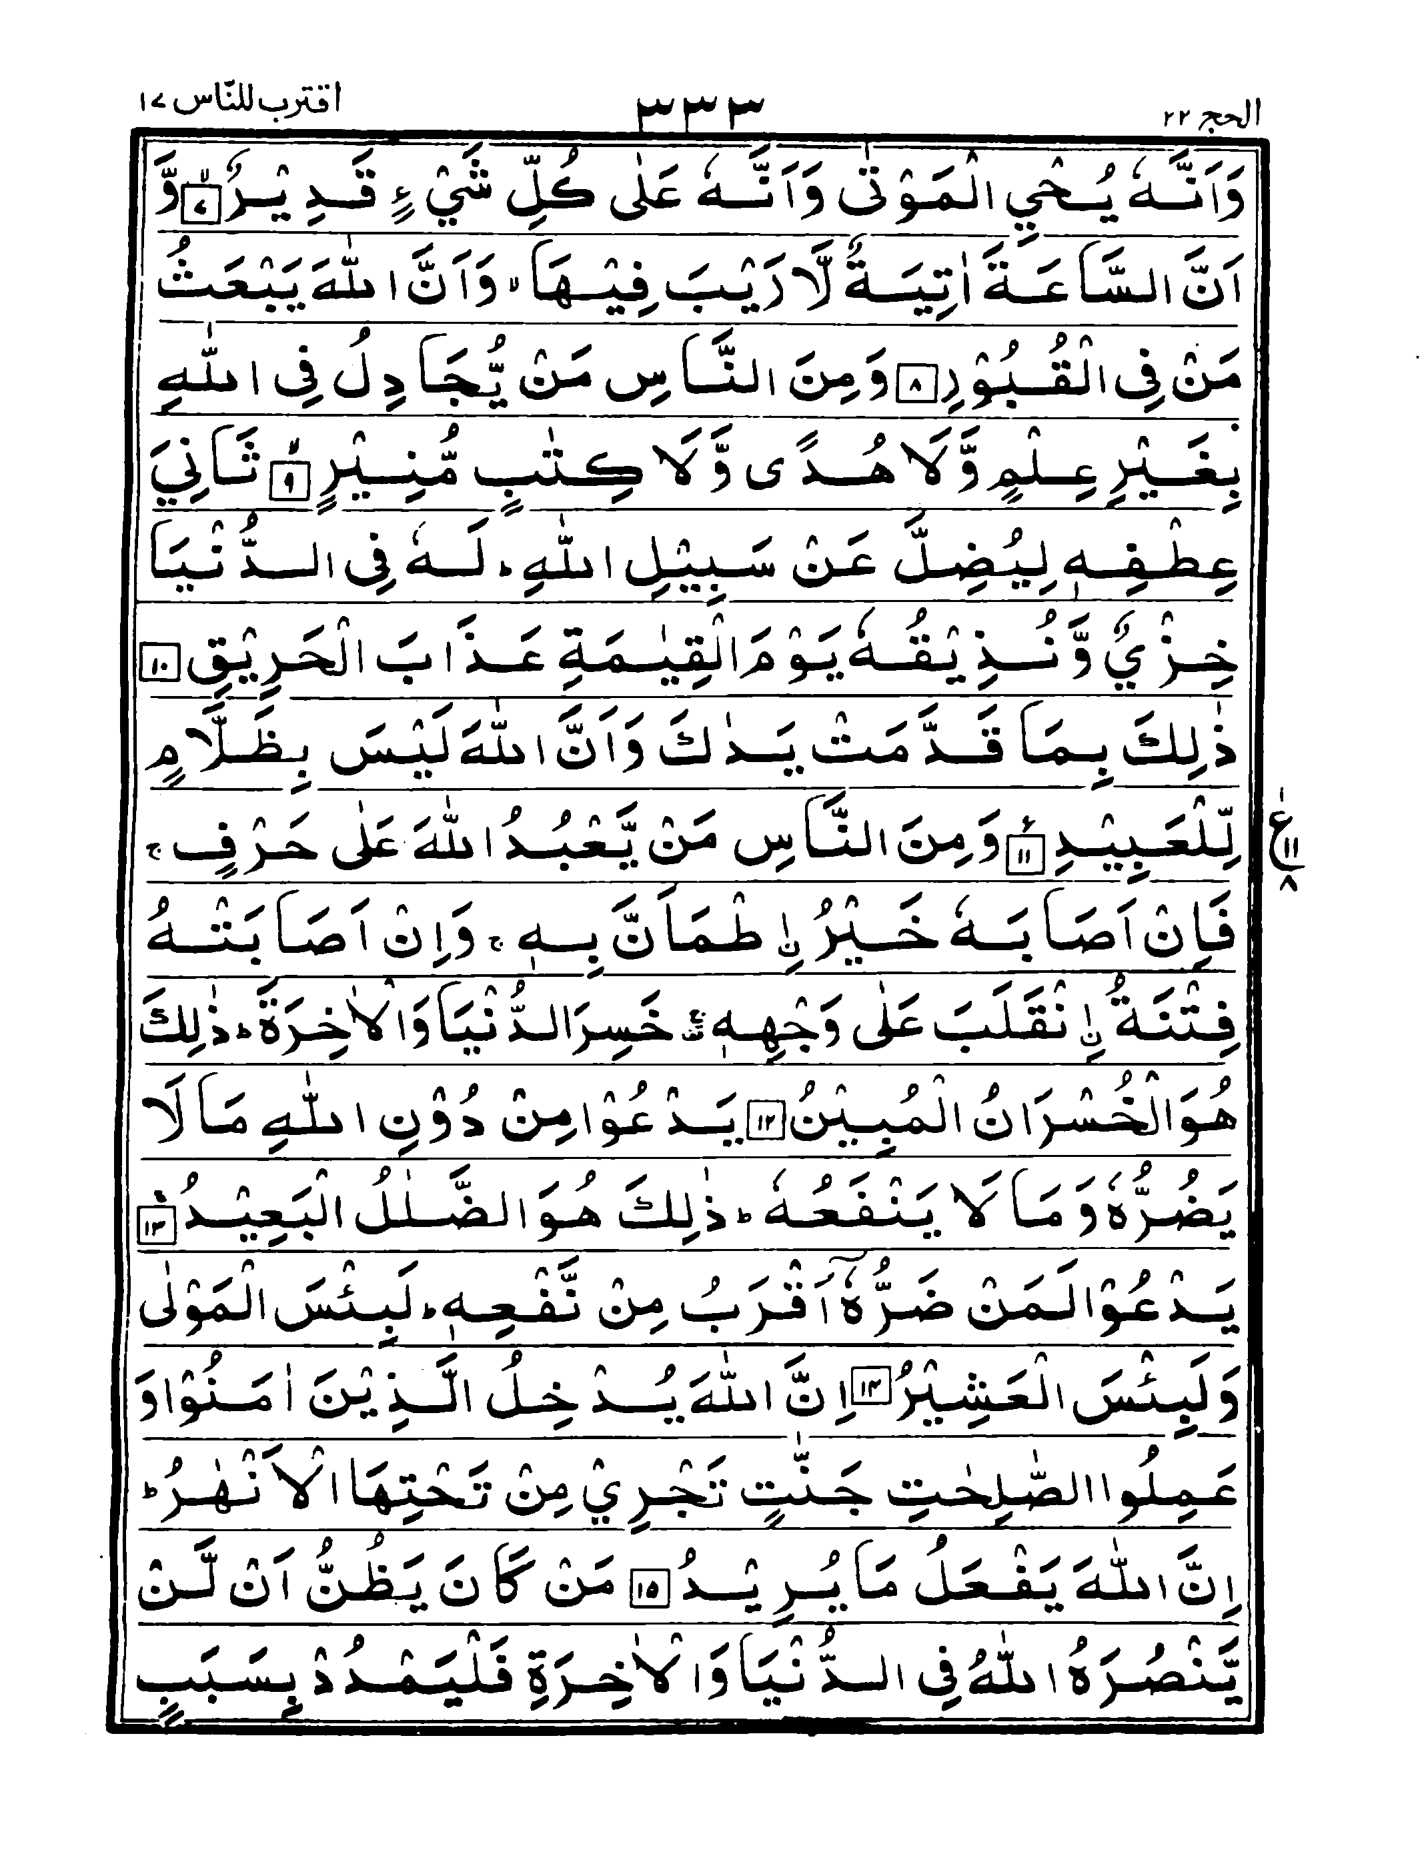 الحج ٢٢
٣٣٣
اقترب للنّاس ١٧
وَاَنَّهٗ يُحْيِ الْمَوْتٰى وَاَنَّهٗ عَلٰى كُلِّ شَيْءٍ قَدِيْرٌ ۙ ٧ وَّ
اَنَّ السَّاعَةَ اٰتِيَةٌ لَّا رَيْبَ فِيْهَا ۙ وَاَنَّ اللّٰهَ يَبْعَثُ
مَنْ فِى الْقُبُوْرِ ٨ وَمِنَ النَّاسِ مَنْ يُّجَادِلُ فِى اللّٰهِ
بِغَيْرِ عِلْمٍ وَّلَا هُدًى وَّلَا كِتٰبٍ مُّنِيْرٍ ۙ ٩ ثَانِيَ
عِطْفِهٖ لِيُضِلَّ عَنْ سَبِيْلِ اللّٰهِ ؕ لَهٗ فِى الدُّنْيَا
خِزْيٌ وَّنُذِيْقُهٗ يَوْمَ الْقِيٰمَةِ عَذَابَ الْحَرِيْقِ ١٠
ذٰلِكَ بِمَا قَدَّمَتْ يَدٰكَ وَاَنَّ اللّٰهَ لَيْسَ بِظَلَّامٍ
لِّلْعَبِيْدِ ١١ ۧ وَمِنَ النَّاسِ مَنْ يَّعْبُدُ اللّٰهَ عَلٰى حَرْفٍ ۚ
ع ١ ١١ ٨
فَاِنْ اَصَابَهٗ خَيْرُ ۨاِطْمَاَنَّ بِهٖ ۚ وَاِنْ اَصَابَتْهُ
فِتْنَةُ ۨانْقَلَبَ عَلٰى وَجْهِهٖ ۚ خَسِرَ الدُّنْيَا وَالْاٰخِرَةَ ؕ ذٰلِكَ
هُوَ الْخُسْرَانُ الْمُبِيْنُ ١٢ يَدْعُوْا مِنْ دُوْنِ اللّٰهِ مَا لَا
يَضُرُّهٗ وَمَا لَا يَنْفَعُهٗ ؕ ذٰلِكَ هُوَ الضَّلٰلُ الْبَعِيْدُ ۚ ١٣
يَدْعُوْا لَمَنْ ضَرُّهٗٓ اَقْرَبُ مِنْ نَّفْعِهٖ ؕ لَبِئْسَ الْمَوْلٰى
وَلَبِئْسَ الْعَشِيْرُ ١٤ اِنَّ اللّٰهَ يُدْخِلُ الَّذِيْنَ اٰمَنُوْا وَ
عَمِلُوا الصّٰلِحٰتِ جَنّٰتٍ تَجْرِيْ مِنْ تَحْتِهَا الْاَنْهٰرُ ؕ
اِنَّ اللّٰهَ يَفْعَلُ مَا يُرِيْدُ ١٥ مَنْ كَانَ يَظُنُّ اَنْ لَّنْ
يَّنْصُرَهُ اللّٰهُ فِى الدُّنْيَا وَالْاٰخِرَةِ فَلْيَمْدُدْ بِسَبَبٍ